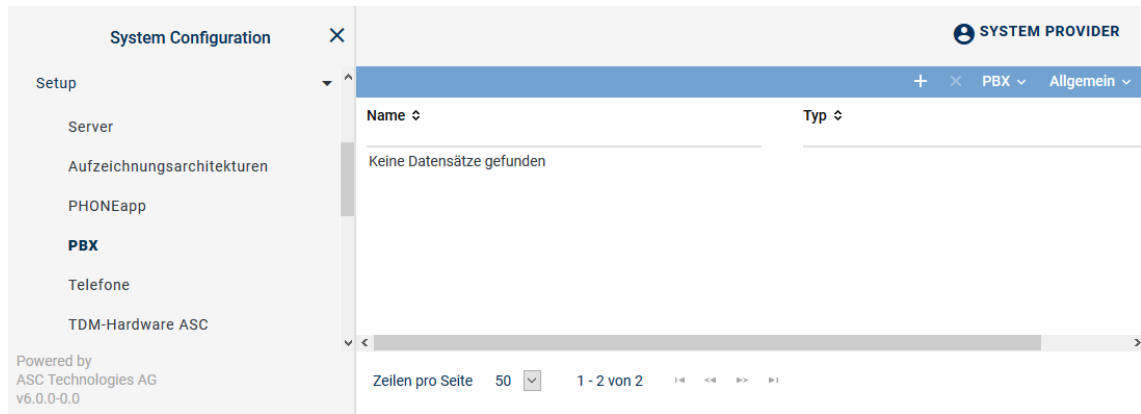 System Configuration
SYSTEM PROVIDER
Setup
PBX
Allgemein
Server
Aufzeichnungsarchitekturen
PHONEapp
PBX
Telefone
TDM-Hardware ASC
Name
Typ
Keine Datensätze gefunden
Powered by
ASC Technologies AG
v6.0.0-0.0
Zeilen pro Seite 50 1 - 2 von 2